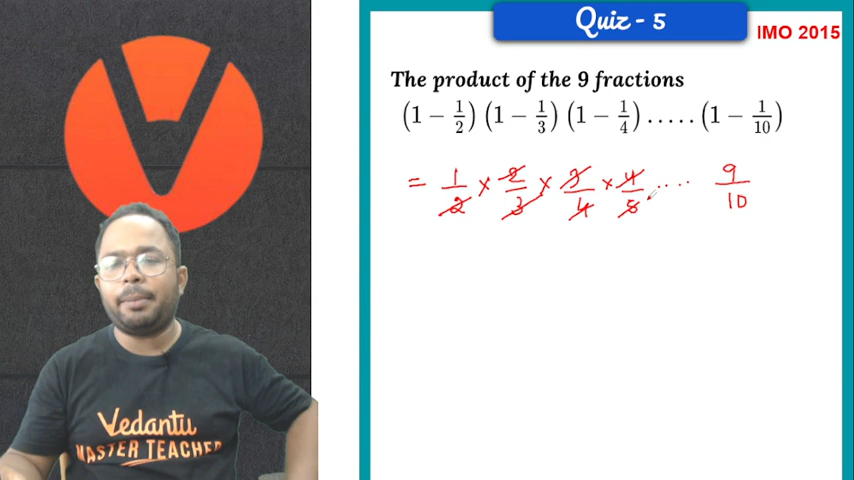 Quiz - 5
IMO 2015
The product of the 9 fractions
(1 − 1/2) (1 − 1/3) (1 − 1/4) ..... (1 − 1/10)
= 1/2 × 2/3 × 3/4 × 4/5 .... 9/10
Vedantu
MASTER TEACHER